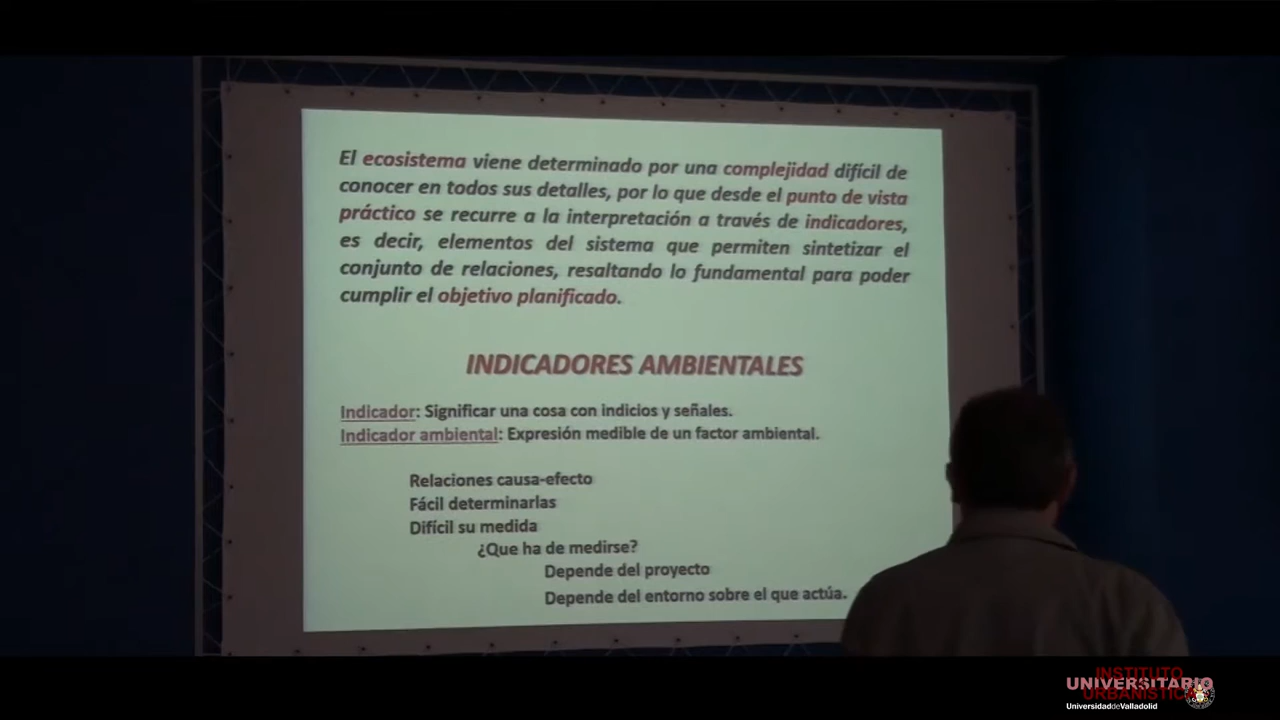 El ecosistema viene determinado por una complejidad difícil de
conocer en todos sus detalles, por lo que desde el punto de vista
práctico se recurre a la interpretación a través de indicadores,
es decir, elementos del sistema que permiten sintetizar el
conjunto de relaciones, resaltando lo fundamental para poder
cumplir el objetivo planificado.
INDICADORES AMBIENTALES
Indicador: Significar una cosa con indicios y señales.
Indicador ambiental: Expresión medible de un factor ambiental.
Relaciones causa-efecto
Fácil determinarlas
Difícil su medida
¿Que ha de medirse?
Depende del proyecto
Depende del entorno sobre el que actúa.
INSTITUTO
UNIVERSITARIO
URBANÍSTICA
UniversidaddeValladolid